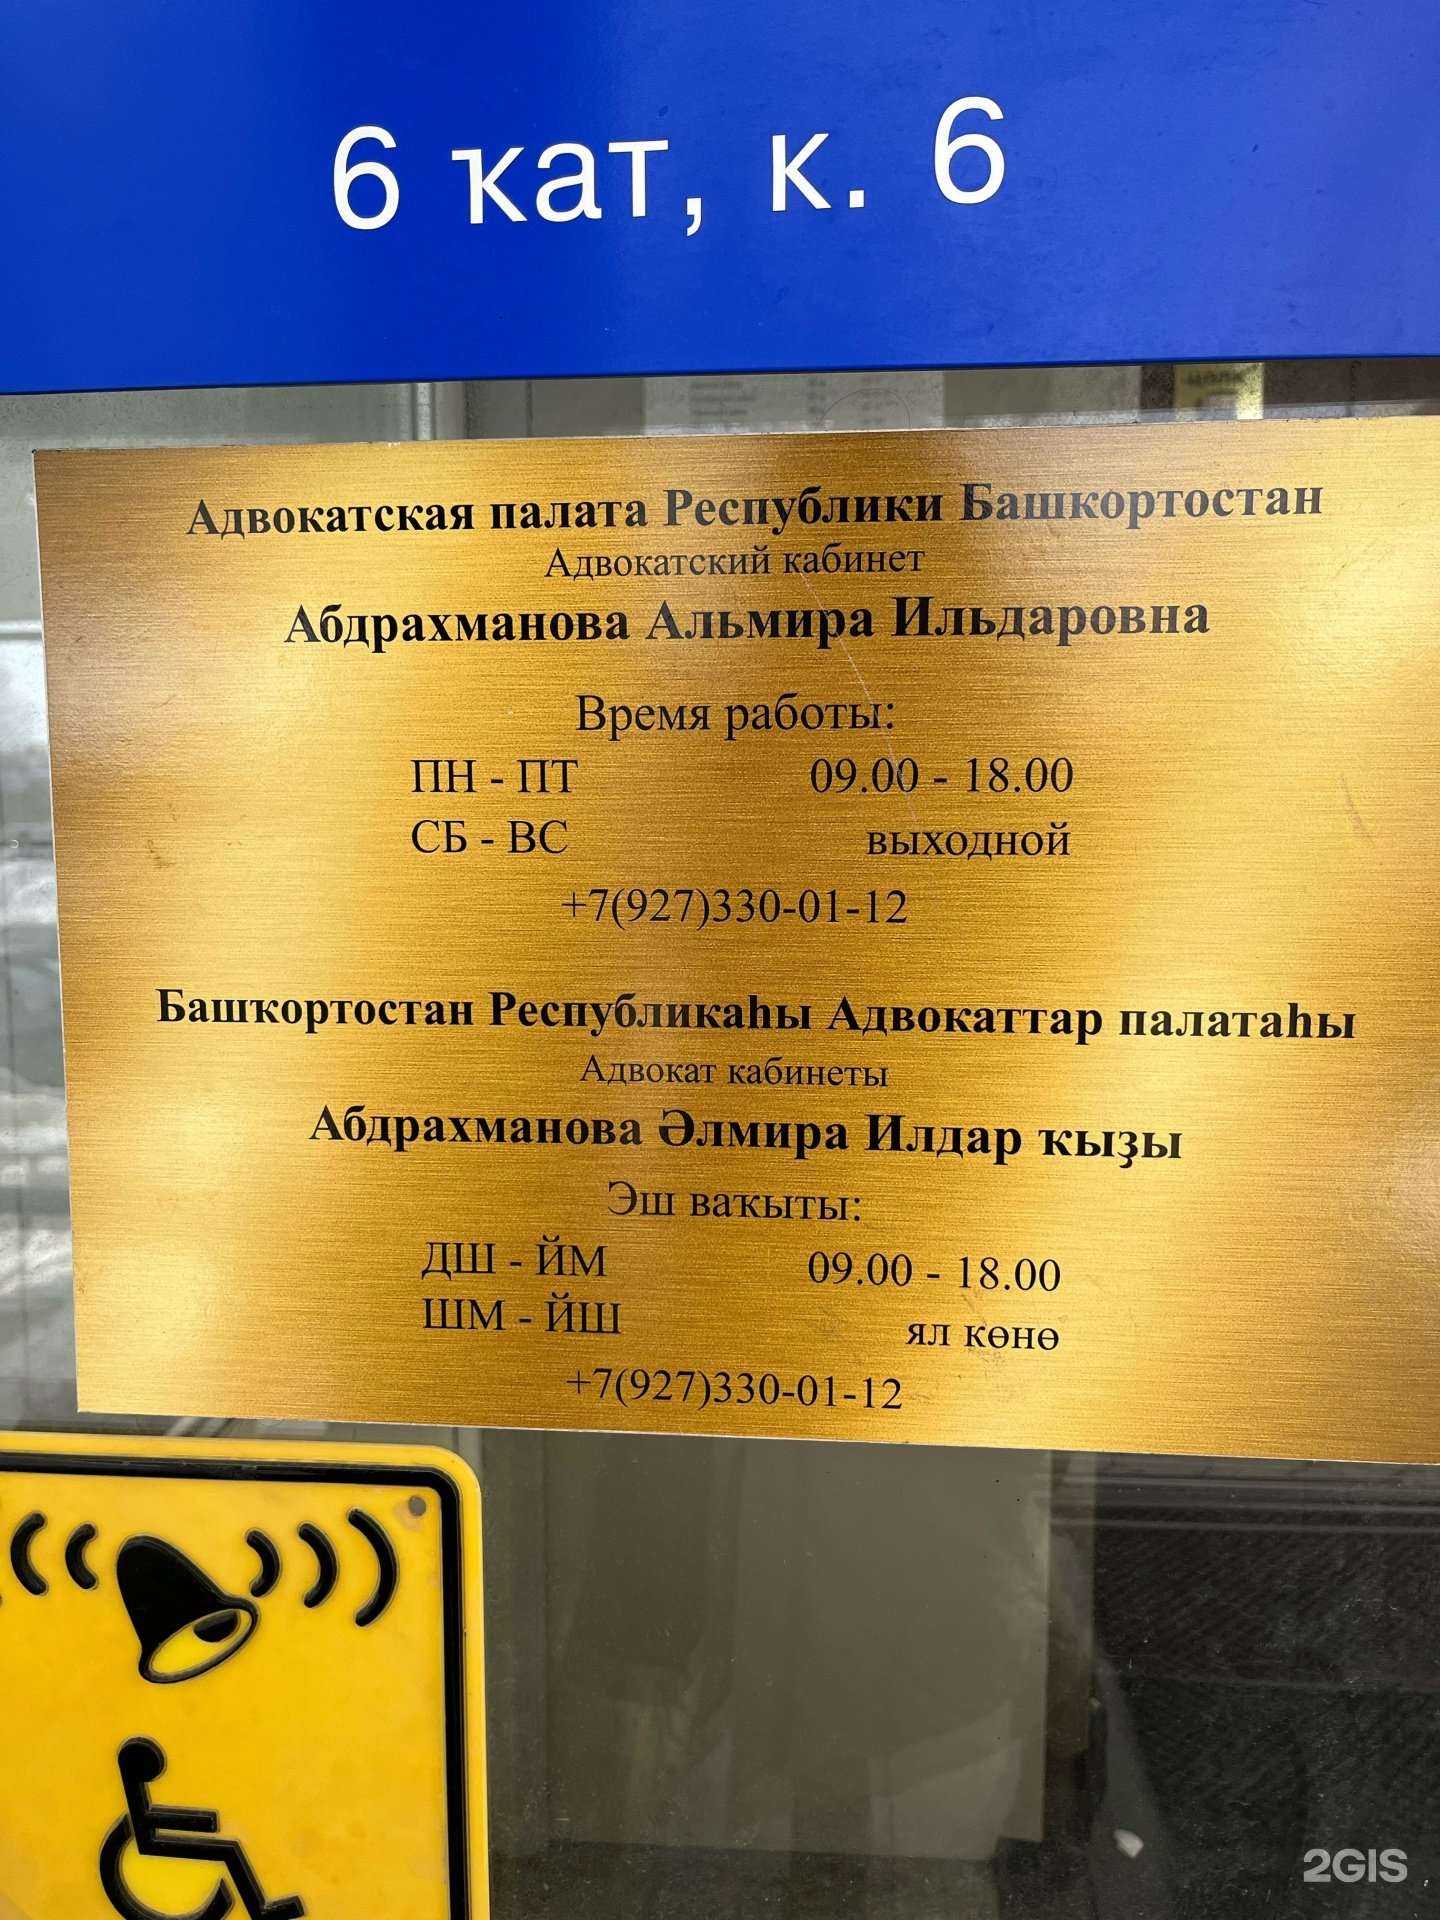 6 ҡат, к. 6
Адвокатская палата Республики Башкортостан
Адвокатский кабинет
Абдрахманова Альмира Ильдаровна
Время работы:
ПН - ПТ 09.00 - 18.00
СБ - ВС выходной
+7(927)330-01-12
Башҡортостан Республикаһы Адвокаттар палатаһы
Адвокат кабинеты
Абдрахманова Әлмира Илдар ҡыҙы
Эш ваҡыты:
ДШ - ЙМ 09.00 - 18.00
ШМ - ЙШ ял көнө
+7(927)330-01-12
2GIS